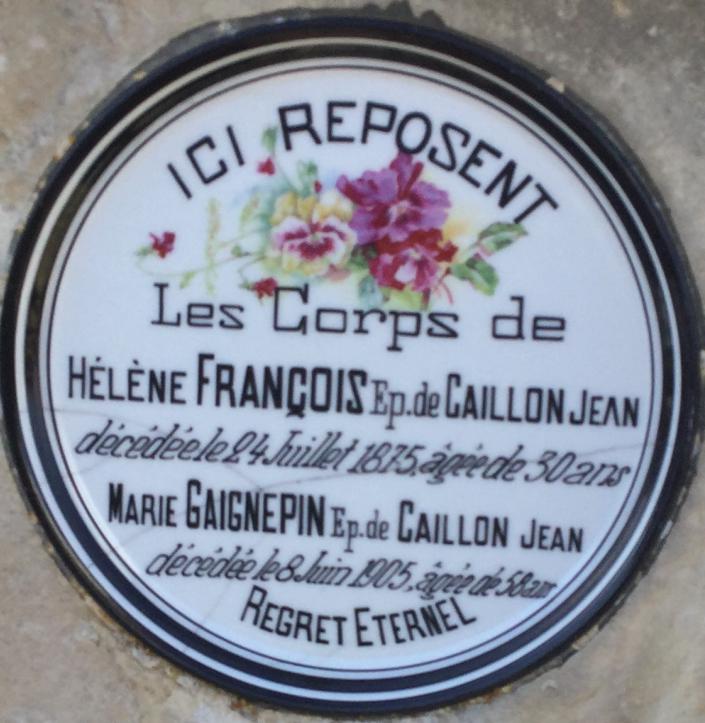 ICI REPOSENT
Les Corps de
HÉLÈNE FRANÇOIS Ep. de CAILLON JEAN
décédée le 24 Juillet 1875, âgée de 30 ans
MARIE GAIGNEPIN Ep. de CAILLON JEAN
décédée le 8 Juin 1905, âgée de 58 ans
REGRET ETERNEL